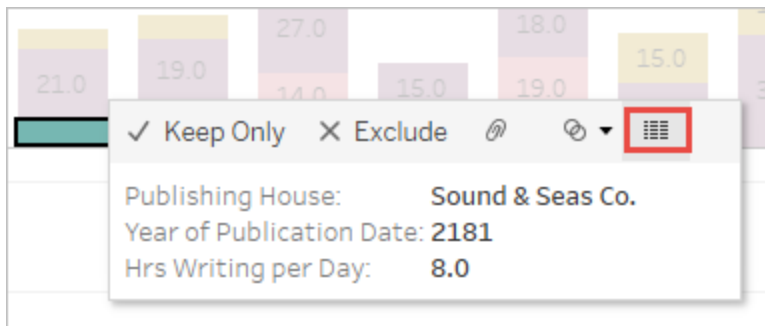 27.0 18.0
21.0 19.0 15.0
14.0 15.0 19.0
Keep Only Exclude
Publishing House: Sound & Seas Co.
Year of Publication Date: 2181
Hrs Writing per Day: 8.0